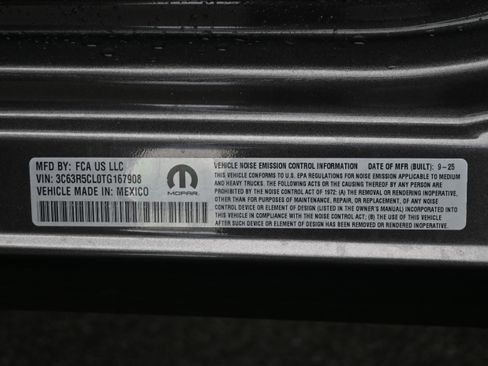 MFD BY: FCA US LLC
VIN: 3C63R5CL0TG167908
VEHICLE MADE IN: MEXICO
MOPAR
VEHICLE NOISE EMISSION CONTROL INFORMATION DATE OF MFR (BUILT): 9-25
THIS VEHICLE CONFORMS TO U.S. EPA REGULATIONS FOR NOISE EMISSION APPLICABLE TO MEDIUM
AND HEAVY TRUCKS. THE FOLLOWING ACTS OR THE CAUSING THEREOF BY ANY PERSON ARE
PROHIBITED BY THE NOISE CONTROL ACT OF 1972: (A) THE REMOVAL OR RENDERING INOPERATIVE,
OTHER THAN FOR PURPOSES OF MAINTENANCE, REPAIR, OR REPLACEMENT, OF ANY NOISE CONTROL
DEVICE OR ELEMENT OF DESIGN (LISTED IN THE OWNER'S MANUAL) INCORPORATED INTO
THIS VEHICLE IN COMPLIANCE WITH THE NOISE CONTROL ACT; (B) THE USE OF THIS VEHICLE
AFTER SUCH DEVICE OR ELEMENT OF DESIGN HAS BEEN REMOVED OR RENDERED INOPERATIVE.